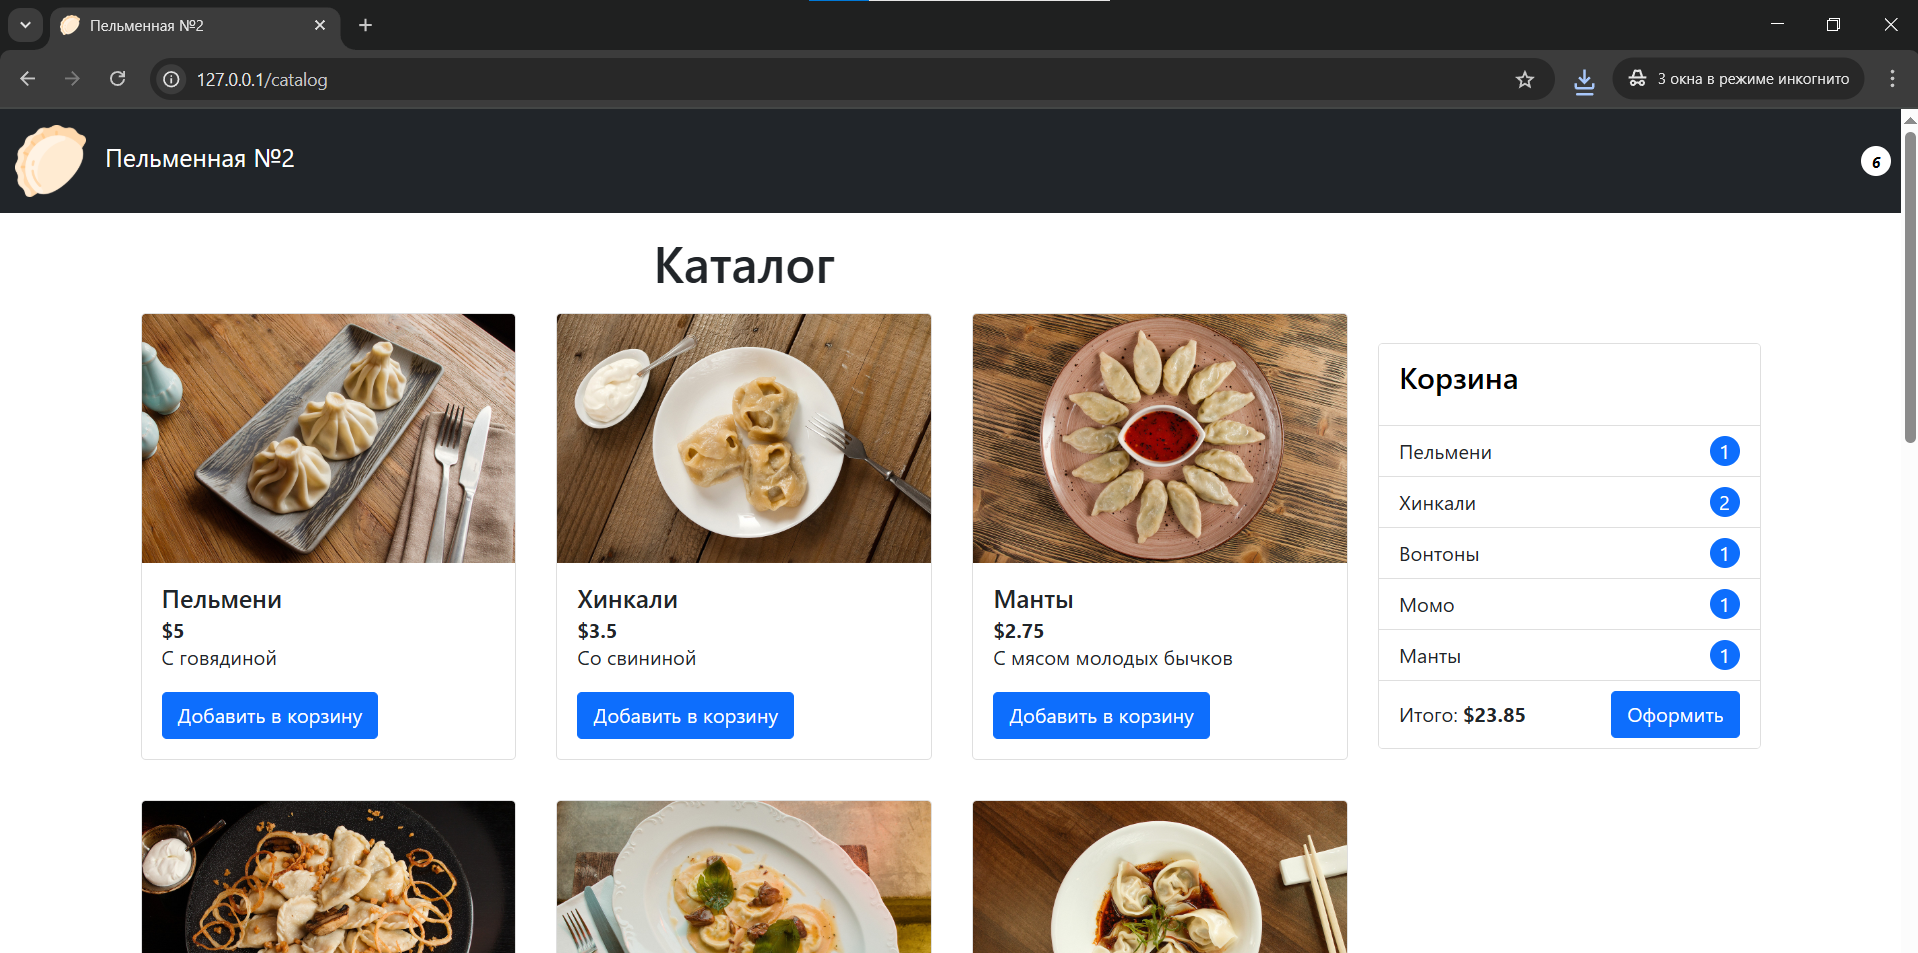 Пельменная №2
127.0.0.1/catalog
3 окна в режиме инкогнито
Пельменная №2
6
Каталог
Пельмени
$5
С говядиной
Добавить в корзину
Хинкали
$3.5
Со свининой
Добавить в корзину
Манты
$2.75
С мясом молодых бычков
Добавить в корзину
Корзина
Пельмени 1
Хинкали 2
Вонтоны 1
Момо 1
Манты 1
Итого: $23.85 Оформить